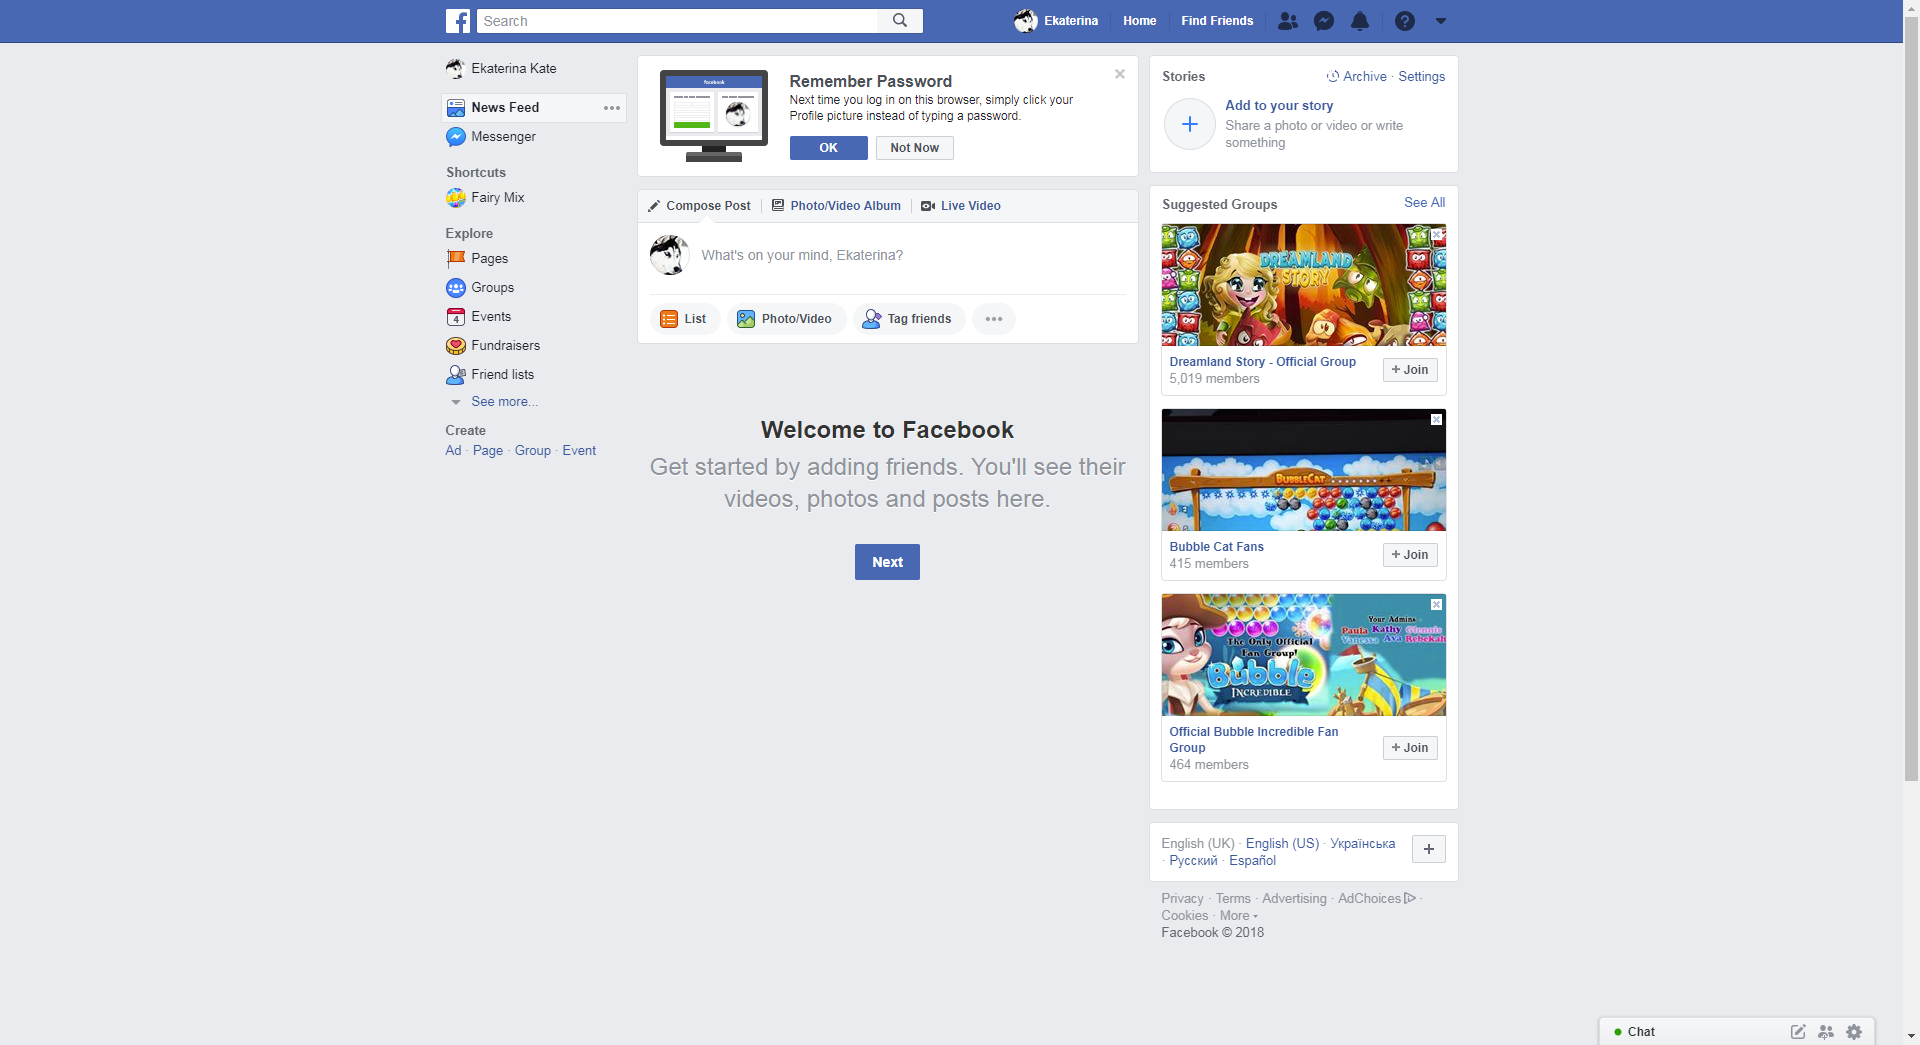 Search
Ekaterina
Home
Find Friends
Ekaterina Kate
News Feed
Messenger
Shortcuts
Fairy Mix
Explore
Pages
Groups
4
Events
Fundraisers
Friend lists
See more...
Create
Ad · Page · Group · Event
facebook
Remember Password
Next time you log in on this browser, simply click your
Profile picture instead of typing a password.
OK
Not Now
Compose Post
Photo/Video Album
Live Video
What's on your mind, Ekaterina?
List
Photo/Video
Tag friends
Welcome to Facebook
Get started by adding friends. You'll see their
videos, photos and posts here.
Next
Stories
Archive · Settings
Add to your story
Share a photo or video or write
something
Suggested Groups
See All
DREAMLAND
STORY
Dreamland Story - Official Group
5,019 members
+ Join
BUBBLECAT
Bubble Cat Fans
415 members
+ Join
Your Admins
Paula Kathy Glennis
Vanessa Ava Rebekah
The Only Official
Fan Group!
Bubble
INCREDIBLE
Official Bubble Incredible Fan
Group
464 members
+ Join
English (UK) · English (US) · Українська
· Русский · Español
+
Privacy · Terms · Advertising · AdChoices ·
Cookies · More
Facebook © 2018
Chat